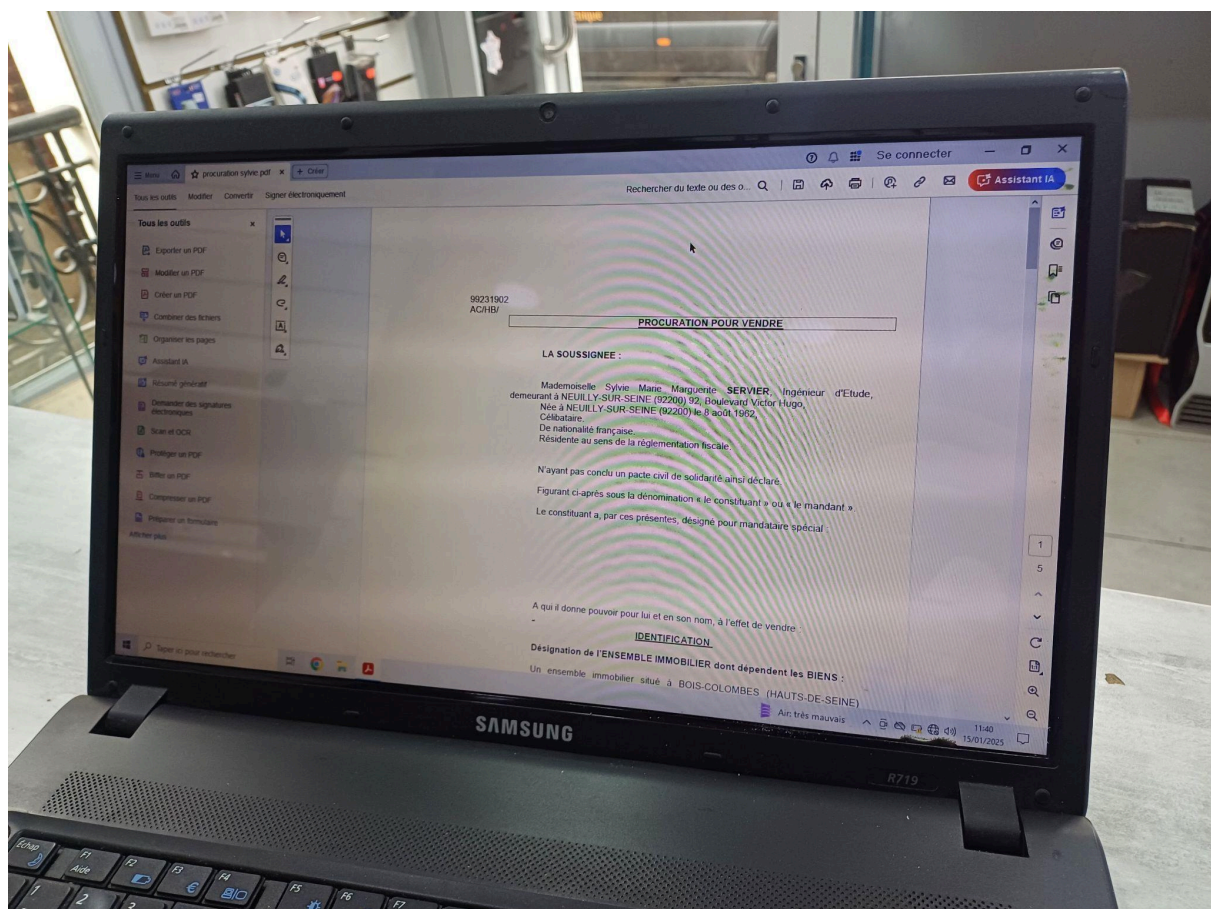 Se connecter
Menu
procuration sylvie.pdf
+ Créer
Tous les outils Modifier Convertir Signer électroniquement
Rechercher du texte ou des o...
Assistant IA
Tous les outils
Exporter un PDF
Modifier un PDF
Créer un PDF
Combiner des fichiers
Organiser les pages
Assistant IA
Résumé génératif
Demander des signatures
électroniques
Scan et OCR
Protéger un PDF
Biffer un PDF
Compresser un PDF
Préparer un formulaire
Afficher plus
99231902
AC/HB/
PROCURATION POUR VENDRE
LA SOUSSIGNEE :
Mademoiselle Sylvie Marie Marguerite SERVIER, Ingénieur d'Etude,
demeurant à NEUILLY-SUR-SEINE (92200) 92, Boulevard Victor Hugo,
Née à NEUILLY-SUR-SEINE (92200) le 8 août 1962,
Célibataire.
De nationalité française.
Résidente au sens de la réglementation fiscale.
N'ayant pas conclu un pacte civil de solidarité ainsi déclaré.
Figurant ci-après sous la dénomination « le constituant » ou « le mandant ».
Le constituant a, par ces présentes, désigné pour mandataire spécial :
A qui il donne pouvoir pour lui et en son nom, à l'effet de vendre :
-
IDENTIFICATION
Désignation de l'ENSEMBLE IMMOBILIER dont dépendent les BIENS :
Un ensemble immobilier situé à BOIS-COLOMBES (HAUTS-DE-SEINE)
1
5
Taper ici pour rechercher
Air: très mauvais
11:40
15/01/2025
SAMSUNG
R719
Echap
F1
Aide
F2
F3
F4
F5
F6
F7
1
2
3